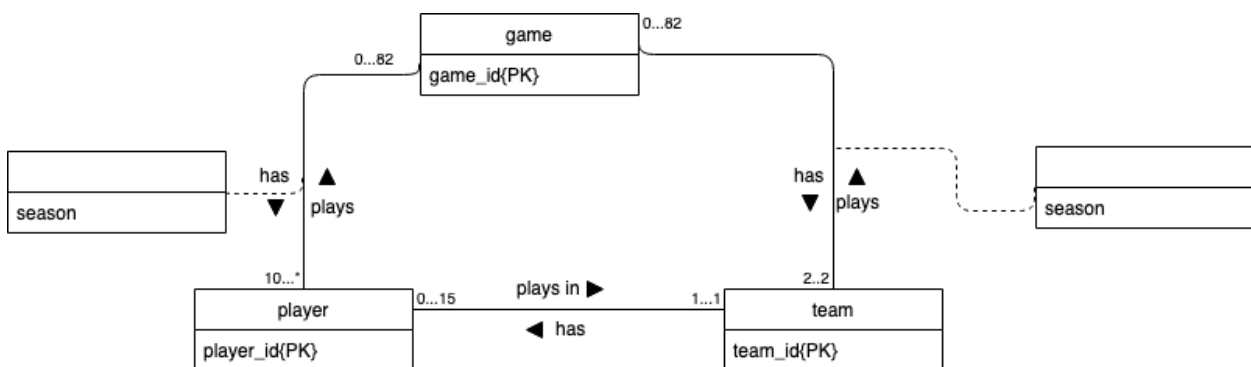 0...82
game
0...82
game_id{PK}
has
plays
season
has
plays
season
10...*
2..2
player
0...15
plays in
1...1
team
has
player_id{PK}
team_id{PK}